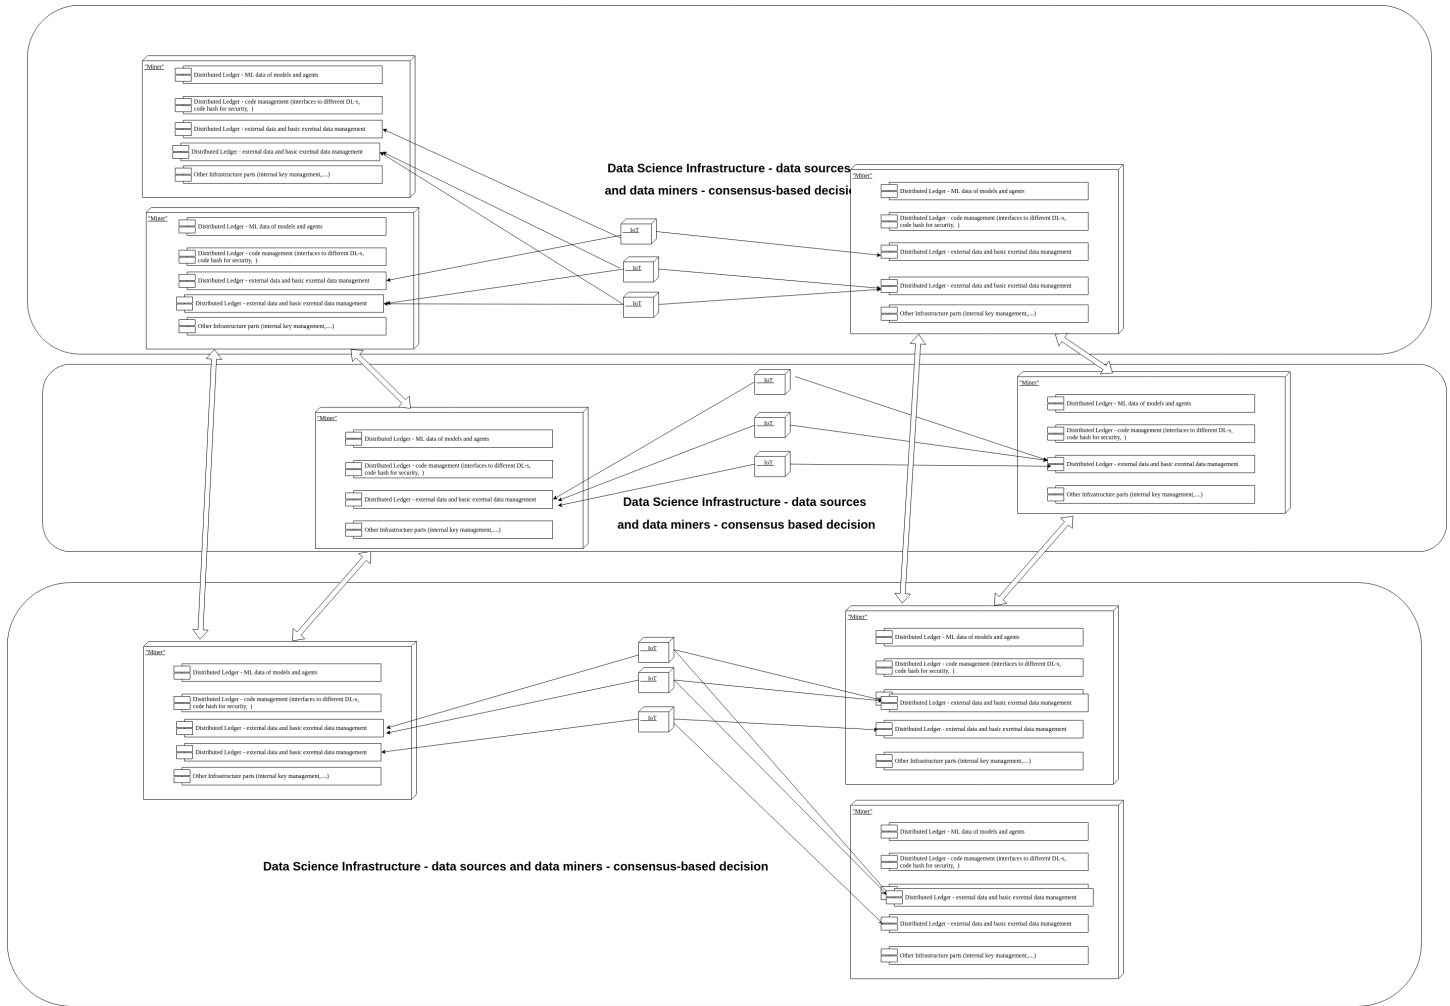 "Miner"
Distributed Ledger - ML data of models and agents
Distributed Ledger - code management (interfaces to different DL-s,
code hash for security,  )
Distributed Ledger - external data and basic exretnal data management
Distributed Ledger - external data and basic exretnal data management
Other Infrastructure parts (internal key management,....)
Data Science Infrastructure - data sources
and data miners - consensus-based
"Miner"
Distributed Ledger - ML data of models and agents
Distributed Ledger - code management (interfaces to different DL-s,
code hash for security,  )
Distributed Ledger - external data and basic exretnal data management
Distributed Ledger - external data and basic exretnal data management
Other Infrastructure parts (internal key management,....)
"Miner"
Distributed Ledger - ML data of models and agents
Distributed Ledger - code management (interfaces to different DL-s,
code hash for security,  )
Distributed Ledger - external data and basic exretnal data management
Distributed Ledger - external data and basic exretnal data management
Other Infrastructure parts (internal key management,....)
IoT
IoT
IoT
"Miner"
Distributed Ledger - ML data of models and agents
Distributed Ledger - code management (interfaces to different DL-s,
code hash for security,  )
Distributed Ledger - external data and basic exretnal data management
Other Infrastructure parts (internal key management,....)
IoT
IoT
IoT
Data Science Infrastructure - data sources
and data miners - consensus based decision
"Miner"
Distributed Ledger - ML data of models and agents
Distributed Ledger - code management (interfaces to different DL-s,
code hash for security,  )
Distributed Ledger - external data and basic exretnal data management
Other Infrastructure parts (internal key management,....)
"Miner"
Distributed Ledger - ML data of models and agents
Distributed Ledger - code management (interfaces to different DL-s,
code hash for security,  )
Distributed Ledger - external data and basic exretnal data management
Distributed Ledger - external data and basic exretnal data management
Other Infrastructure parts (internal key management,....)
IoT
IoT
IoT
"Miner"
Distributed Ledger - ML data of models and agents
Distributed Ledger - code management (interfaces to different DL-s,
code hash for security,  )
Distributed Ledger - external data and basic exretnal data management
Distributed Ledger - external data and basic exretnal data management
Other Infrastructure parts (internal key management,....)
"Miner"
Distributed Ledger - ML data of models and agents
Distributed Ledger - code management (interfaces to different DL-s,
code hash for security,  )
Distributed Ledger - external data and basic exretnal data management
Distributed Ledger - external data and basic exretnal data management
Other Infrastructure parts (internal key management,....)
Data Science Infrastructure - data sources and data miners - consensus-based decision